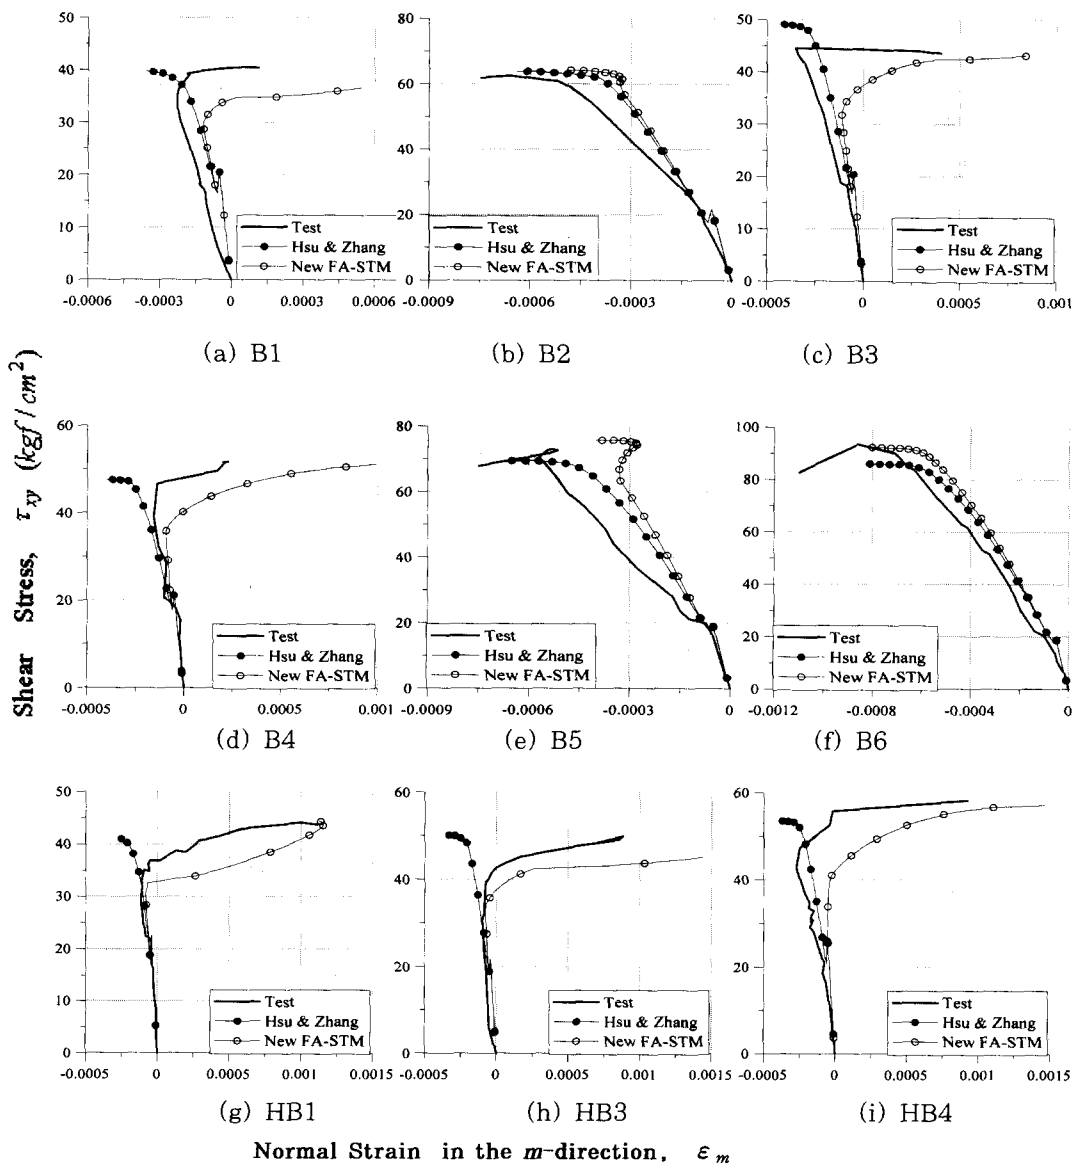 50
40
30
20
10
0
Test
Hsu & Zhang
New FA-STM
-0.0006 -0.0003 0 0.0003 0.0006
(a) B1
80
60
40
20
0
Test
Hsu & Zhang
New FA-STM
-0.0009 -0.0006 -0.0003 0
(b) B2
50
40
30
20
10
0
Test
Hsu & Zhang
New FA-STM
-0.0005 0 0.0005 0.001
(c) B3
Shear Stress, τxy (kgf / cm²)
60
40
20
0
Test
Hsu & Zhang
New FA-STM
-0.0005 0 0.0005 0.001
(d) B4
80
60
40
20
0
Test
Hsu & Zhang
New FA-STM
-0.0009 -0.0006 -0.0003 0
(e) B5
100
80
60
40
20
0
Test
Hsu & Zhang
New FA-STM
-0.0012 -0.0008 -0.0004 0
(f) B6
50
40
30
20
10
0
Test
Hsu & Zhang
New FA-STM
-0.0005 0 0.0005 0.001 0.0015
(g) HB1
60
40
20
0
Test
Hsu & Zhang
New FA-STM
-0.0005 0 0.0005 0.001 0.0015
(h) HB3
60
40
20
0
Test
Hsu & Zhang
New FA-STM
-0.0005 0 0.0005 0.001 0.0015
(i) HB4
Normal Strain in the m-direction, εm